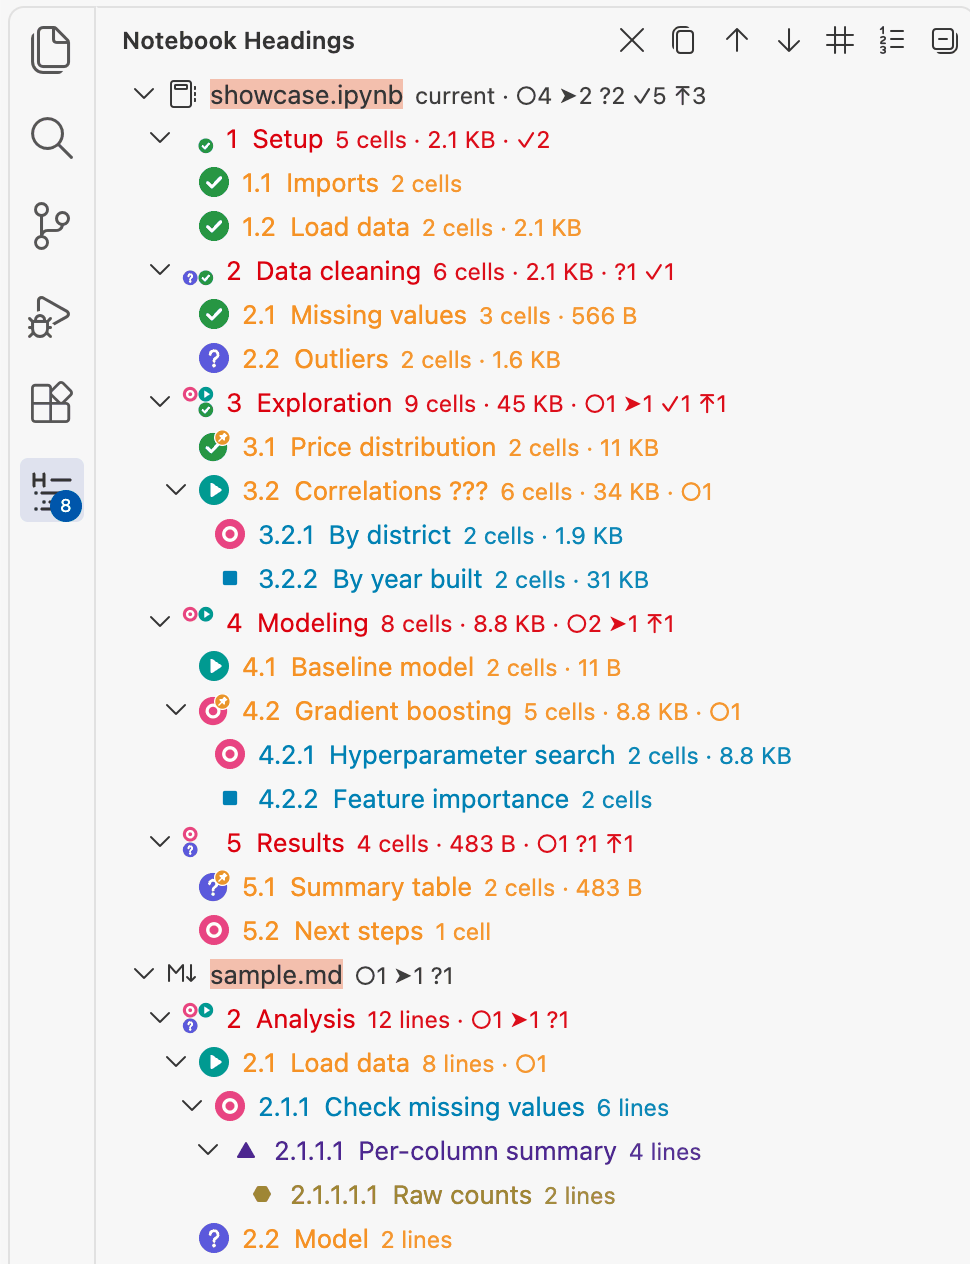 Notebook Headings
showcase.ipynb current · ○4 ➤2 ?2 ✓5 ⤒3
1 Setup 5 cells · 2.1 KB · ✓2
1.1 Imports 2 cells
1.2 Load data 2 cells · 2.1 KB
2 Data cleaning 6 cells · 2.1 KB · ?1 ✓1
2.1 Missing values 3 cells · 566 B
2.2 Outliers 2 cells · 1.6 KB
3 Exploration 9 cells · 45 KB · ○1 ➤1 ✓1 ⤒1
3.1 Price distribution 2 cells · 11 KB
3.2 Correlations ??? 6 cells · 34 KB · ○1
3.2.1 By district 2 cells · 1.9 KB
8
3.2.2 By year built 2 cells · 31 KB
4 Modeling 8 cells · 8.8 KB · ○2 ➤1 ⤒1
4.1 Baseline model 2 cells · 11 B
4.2 Gradient boosting 5 cells · 8.8 KB · ○1
4.2.1 Hyperparameter search 2 cells · 8.8 KB
4.2.2 Feature importance 2 cells
5 Results 4 cells · 483 B · ○1 ?1 ⤒1
5.1 Summary table 2 cells · 483 B
5.2 Next steps 1 cell
M↓ sample.md ○1 ➤1 ?1
2 Analysis 12 lines · ○1 ➤1 ?1
2.1 Load data 8 lines · ○1
2.1.1 Check missing values 6 lines
2.1.1.1 Per-column summary 4 lines
2.1.1.1.1 Raw counts 2 lines
2.2 Model 2 lines